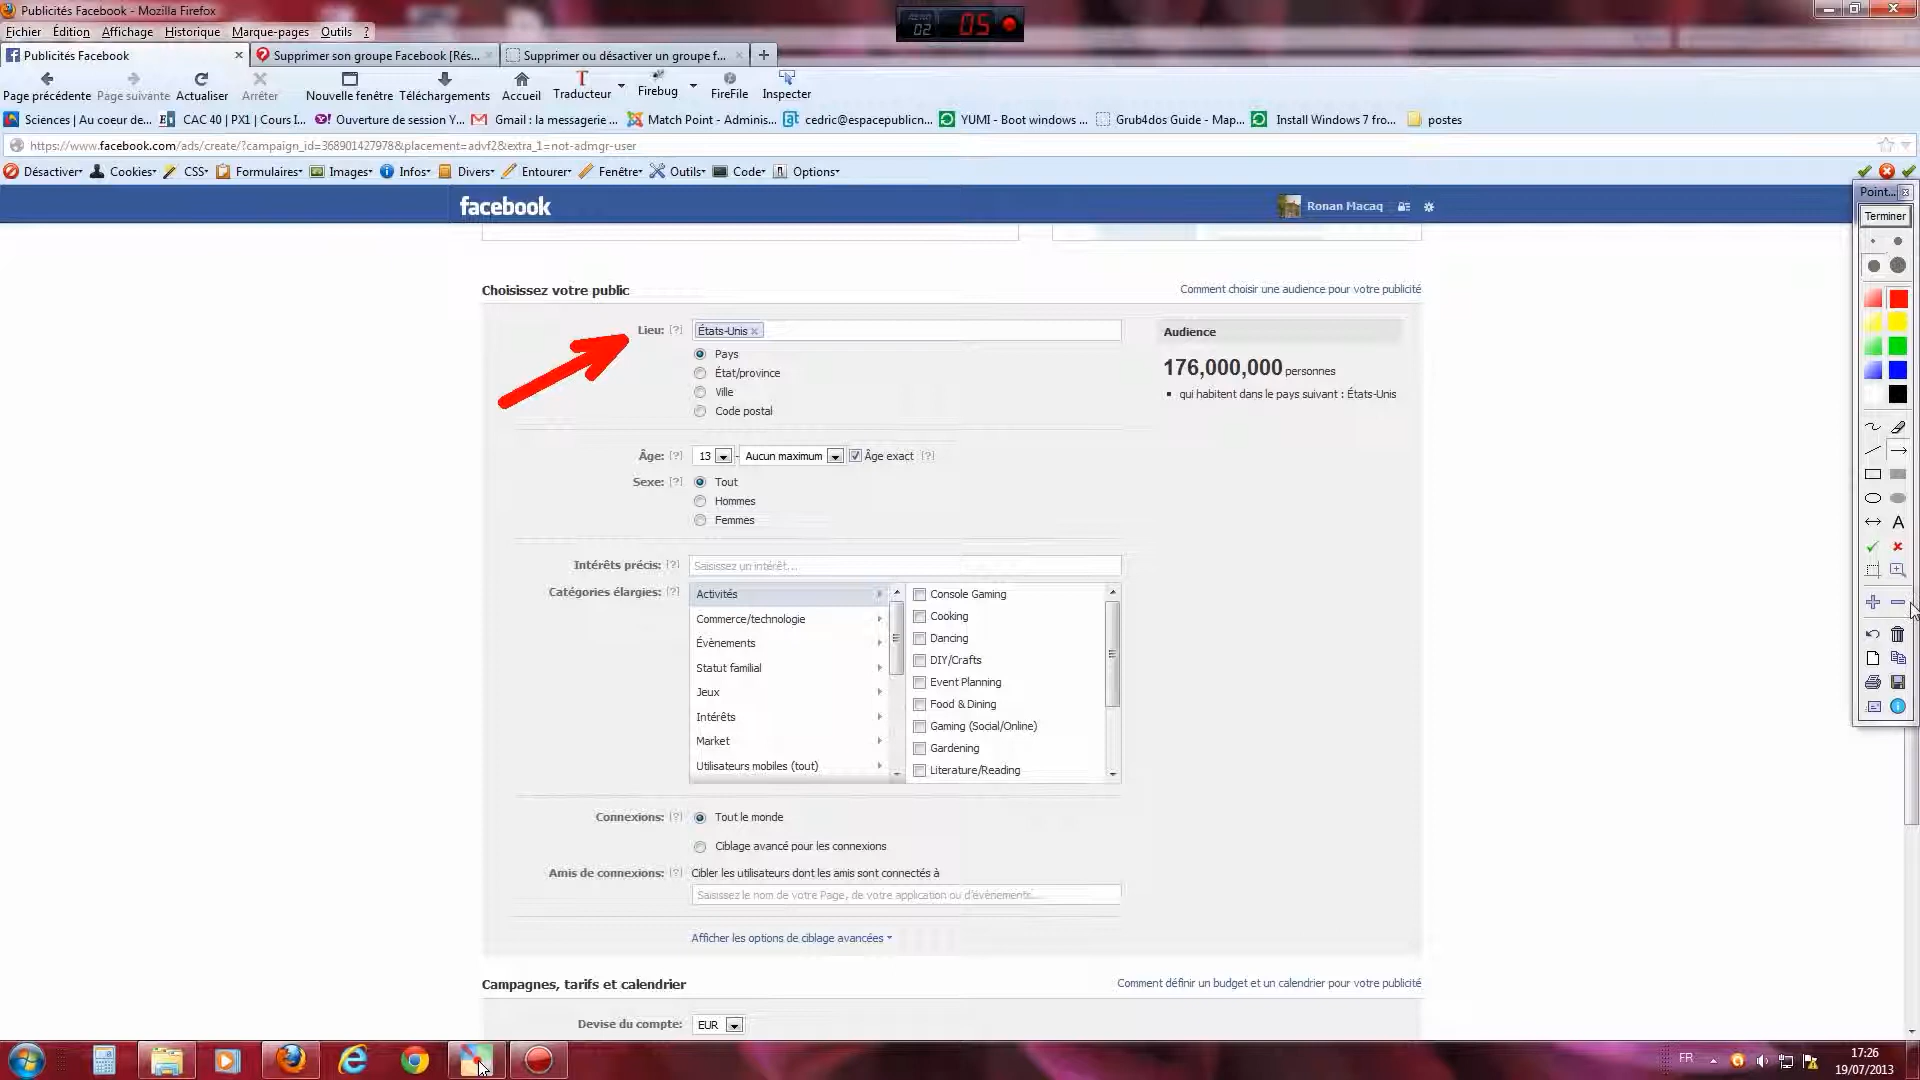 Publicités Facebook - Mozilla Firefox
02 05
Fichier Édition Affichage Historique Marque-pages Outils ?
Publicités Facebook × Supprimer son groupe Facebook [Rés... × Supprimer ou désactiver un groupe f... × +
Page précédente Page suivante Actualiser Arrêter Nouvelle fenêtre Téléchargements Accueil Traducteur Firebug FireFile Inspecter
Sciences | Au coeur de... CAC 40 | PX1 | Cours I... Ouverture de session Y... Gmail : la messagerie ... Match Point - Adminis... cedric@espacepublicn... YUMI - Boot windows ... Grub4dos Guide - Map... Install Windows 7 fro... postes
https://www.facebook.com/ads/create/?campaign_id=368901427978&placement=advf2&extra_1=not-admgr-user
Désactiver Cookies CSS Formulaires Images Infos Divers Entourer Fenêtre Outils Code Options
Point...
facebook
Ronan Macaq
Terminer
Choisissez votre public
Comment choisir une audience pour votre publicité
Lieu: [?] États-Unis ×
Pays
État/province
Ville
Code postal
Audience
176,000,000 personnes
qui habitent dans le pays suivant : États-Unis
Âge: [?] 13 - Aucun maximum Âge exact [?]
Sexe: [?] Tout
Hommes
Femmes
A
Intérêts précis: [?] Saisissez un intérêt...
Catégories élargies: [?]
Activités
Commerce/technologie
Évènements
Statut familial
Jeux
Intérêts
Market
Utilisateurs mobiles (tout)
Console Gaming
Cooking
Dancing
DIY/Crafts
Event Planning
Food & Dining
Gaming (Social/Online)
Gardening
Literature/Reading
Connexions: [?] Tout le monde
Ciblage avancé pour les connexions
Amis de connexions: [?] Cibler les utilisateurs dont les amis sont connectés à
Saisissez le nom de votre Page, de votre application ou d'évènements...
Afficher les options de ciblage avancées
Campagnes, tarifs et calendrier
Comment définir un budget et un calendrier pour votre publicité
Devise du compte: EUR
FR
17:26
19/07/2013